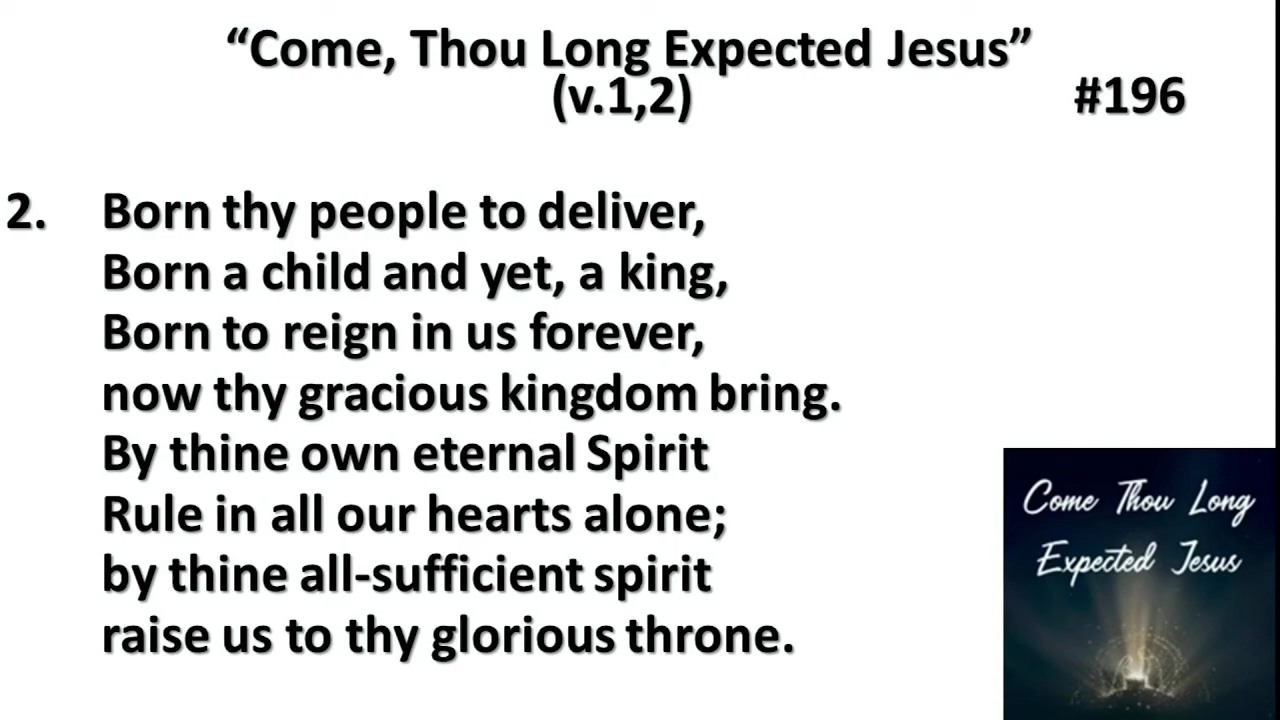 “Come, Thou Long Expected Jesus”
(v.1,2) #196
2. Born thy people to deliver,
Born a child and yet, a king,
Born to reign in us forever,
now thy gracious kingdom bring.
By thine own eternal Spirit
Rule in all our hearts alone;
by thine all-sufficient spirit
raise us to thy glorious throne.
Come Thou Long
Expected Jesus